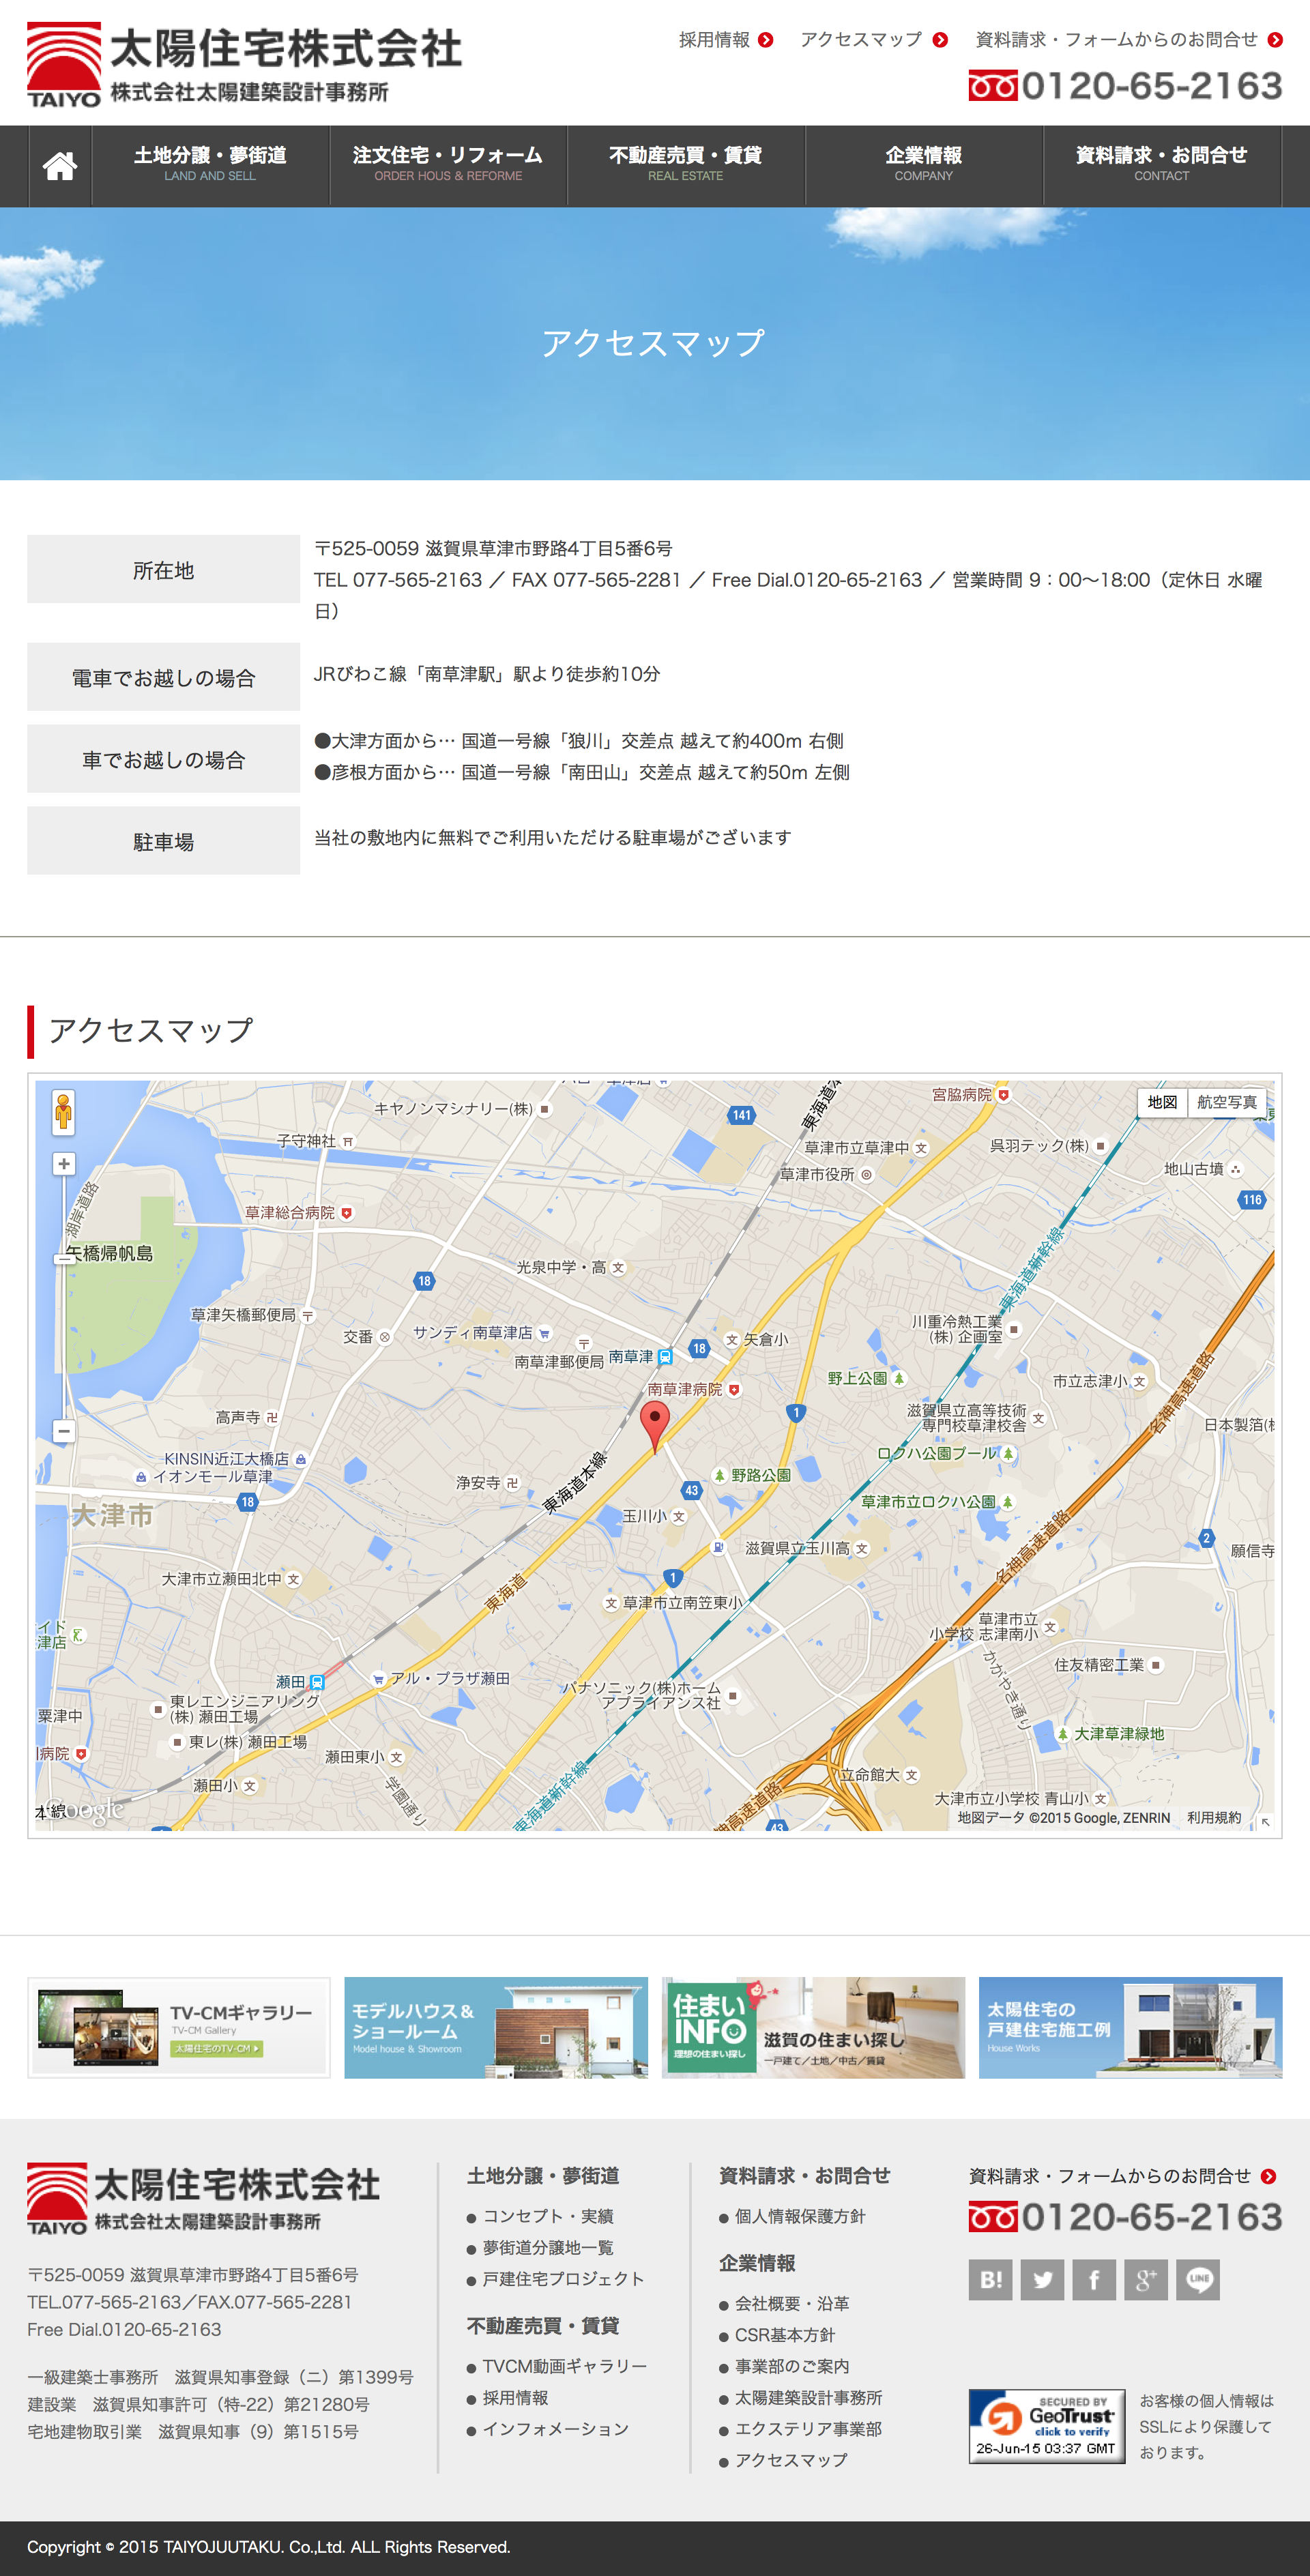 太陽住宅株式会社
株式会社太陽建築設計事務所
TAIYO
採用情報
アクセスマップ
資料請求・フォームからのお問合せ
0120-65-2163
土地分譲・夢街道
LAND AND SELL
注文住宅・リフォーム
ORDER HOUS & REFORME
不動産売買・賃貸
REAL ESTATE
企業情報
COMPANY
資料請求・お問合せ
CONTACT
アクセスマップ
所在地
〒525-0059 滋賀県草津市野路4丁目5番6号
TEL 077-565-2163 ／ FAX 077-565-2281 ／ Free Dial.0120-65-2163 ／ 営業時間 9：00〜18:00（定休日 水曜
日）
電車でお越しの場合
JRびわこ線「南草津駅」駅より徒歩約10分
車でお越しの場合
●大津方面から… 国道一号線「狼川」交差点 越えて約400m 右側
●彦根方面から… 国道一号線「南田山」交差点 越えて約50m 左側
駐車場
当社の敷地内に無料でご利用いただける駐車場がございます
アクセスマップ
キヤノンマシナリー(株)
141
宮脇病院
地図
航空写真
子守神社
草津市立草津中
呉羽テック(株)
草津市役所
地山古墳
116
湖岸道路
草津総合病院
矢橋帰帆島
光泉中学・高
東海道新幹線
18
草津矢橋郵便局
交番
サンディ南草津店
南草津郵便局
南草津
18
矢倉小
川重冷熱工業
(株) 企画室
野上公園
市立志津小
名神高速道路
南草津病院
1
高声寺
滋賀県立高等技術
専門校草津校舎
日本製箔(株
KINSIN近江大橋店
イオンモール草津
ロクハ公園プール
浄安寺
東海道本線
野路公園
18
43
大津市
草津市立ロクハ公園
玉川小
滋賀県立玉川高
2
願信寺
大津市立瀬田北中
1
名神高速道路
東海道
草津市立南笠東小
イド
津店
草津市立
小学校 志津南小
瀬田
アル・プラザ瀬田
パナソニック(株)ホーム
アプライアンス社
住友精密工業
かがやき通り
東レエンジニアリング
(株) 瀬田工場
粟津中
東レ(株) 瀬田工場
大津草津緑地
病院
瀬田東小
瀬田小
学園通り
東海道新幹線
立命館大
大津市立小学校 青山小
本線
Google
43
地図データ ©2015 Google, ZENRIN
利用規約
TV-CMギャラリー
TV-CM Gallery
太陽住宅のTV-CM
モデルハウス＆
ショールーム
Model house & Showroom
住まい
INFO
理想の住まい探し
滋賀の住まい探し
一戸建て／土地／中古／賃貸
太陽住宅の
戸建住宅施工例
House Works
太陽住宅株式会社
株式会社太陽建築設計事務所
TAIYO
〒525-0059 滋賀県草津市野路4丁目5番6号
TEL.077-565-2163／FAX.077-565-2281
Free Dial.0120-65-2163
一級建築士事務所　滋賀県知事登録（ニ）第1399号
建設業　滋賀県知事許可（特-22）第21280号
宅地建物取引業　滋賀県知事（9）第1515号
土地分譲・夢街道
● コンセプト・実績
● 夢街道分譲地一覧
● 戸建住宅プロジェクト
不動産売買・賃貸
● TVCM動画ギャラリー
● 採用情報
● インフォメーション
資料請求・お問合せ
● 個人情報保護方針
企業情報
● 会社概要・沿革
● CSR基本方針
● 事業部のご案内
● 太陽建築設計事務所
● エクステリア事業部
● アクセスマップ
資料請求・フォームからのお問合せ
0120-65-2163
B!
f
g+
LINE
SECURED BY
GeoTrust
click to verify
26-Jun-15 03:37 GMT
お客様の個人情報は
SSLにより保護して
おります。
Copyright © 2015 TAIYOJUUTAKU. Co.,Ltd. ALL Rights Reserved.